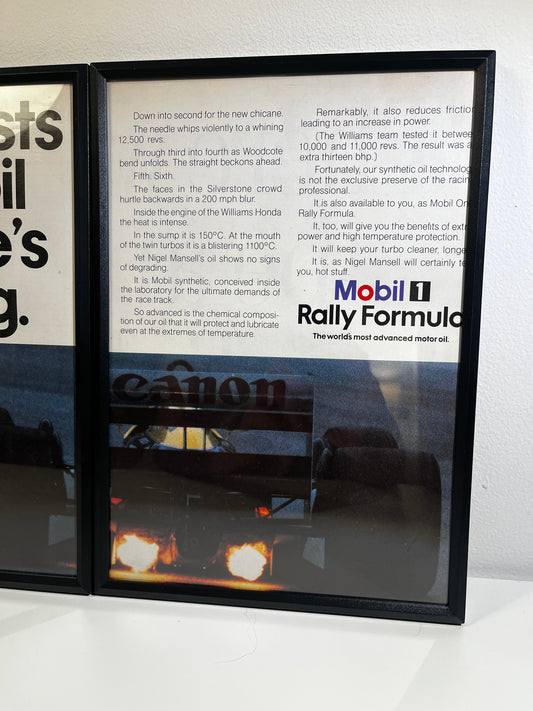 sts
il
e's
g.
Down into second for the new chicane.
The needle whips violently to a whining
12,500 revs.
Through third into fourth as Woodcote
bend unfolds. The straight beckons ahead.
Fifth. Sixth.
The faces in the Silverstone crowd
hurtle backwards in a 200 mph blur.
Inside the engine of the Williams Honda
the heat is intense.
In the sump it is 150°C. At the mouth
of the twin turbos it is a blistering 1100°C.
Yet Nigel Mansell's oil shows no signs
of degrading.
It is Mobil synthetic, conceived inside
the laboratory for the ultimate demands of
the race track.
So advanced is the chemical composi-
tion of our oil that it will protect and lubricate
even at the extremes of temperature.
Remarkably, it also reduces friction
leading to an increase in power.
(The Williams team tested it betwee
10,000 and 11,000 revs. The result was a
extra thirteen bhp.)
Fortunately, our synthetic oil technolog
is not the exclusive preserve of the racin
professional.
It is also available to you, as Mobil On
Rally Formula.
It, too, will give you the benefits of extr
power and high temperature protection.
It will keep your turbo cleaner, longe
It is, as Nigel Mansell will certainly te
you, hot stuff.
Mobil 1
Rally Formula
The world's most advanced motor oil.
Canon